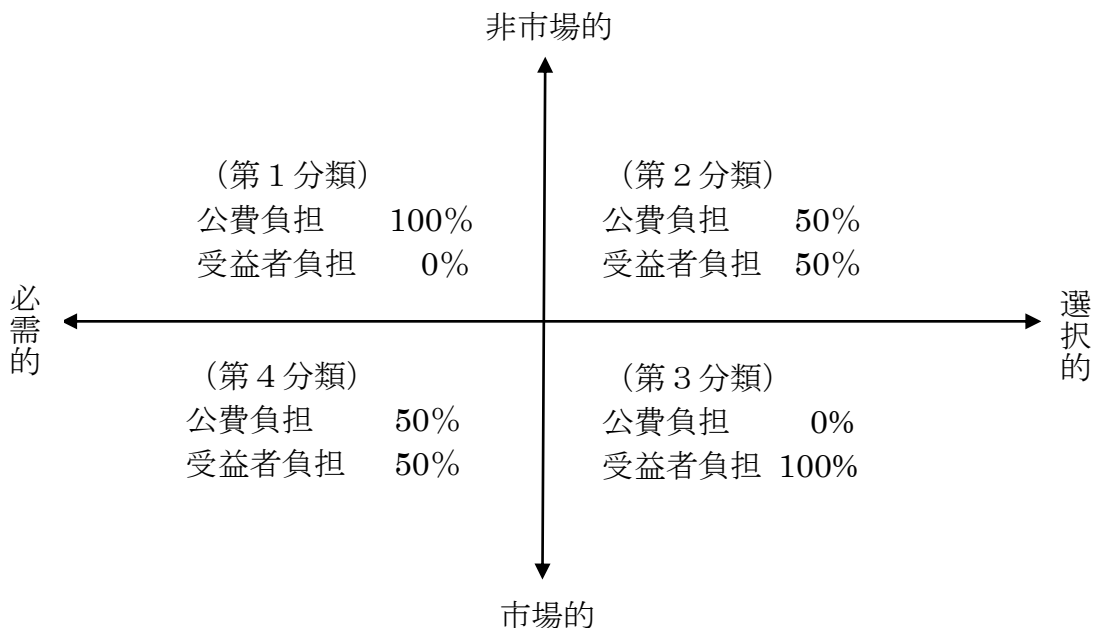 非市場的
(第1分類)
公費負担 100%
受益者負担 0%
(第2分類)
公費負担 50%
受益者負担 50%
必需的
選択的
(第4分類)
公費負担 50%
受益者負担 50%
(第3分類)
公費負担 0%
受益者負担 100%
市場的